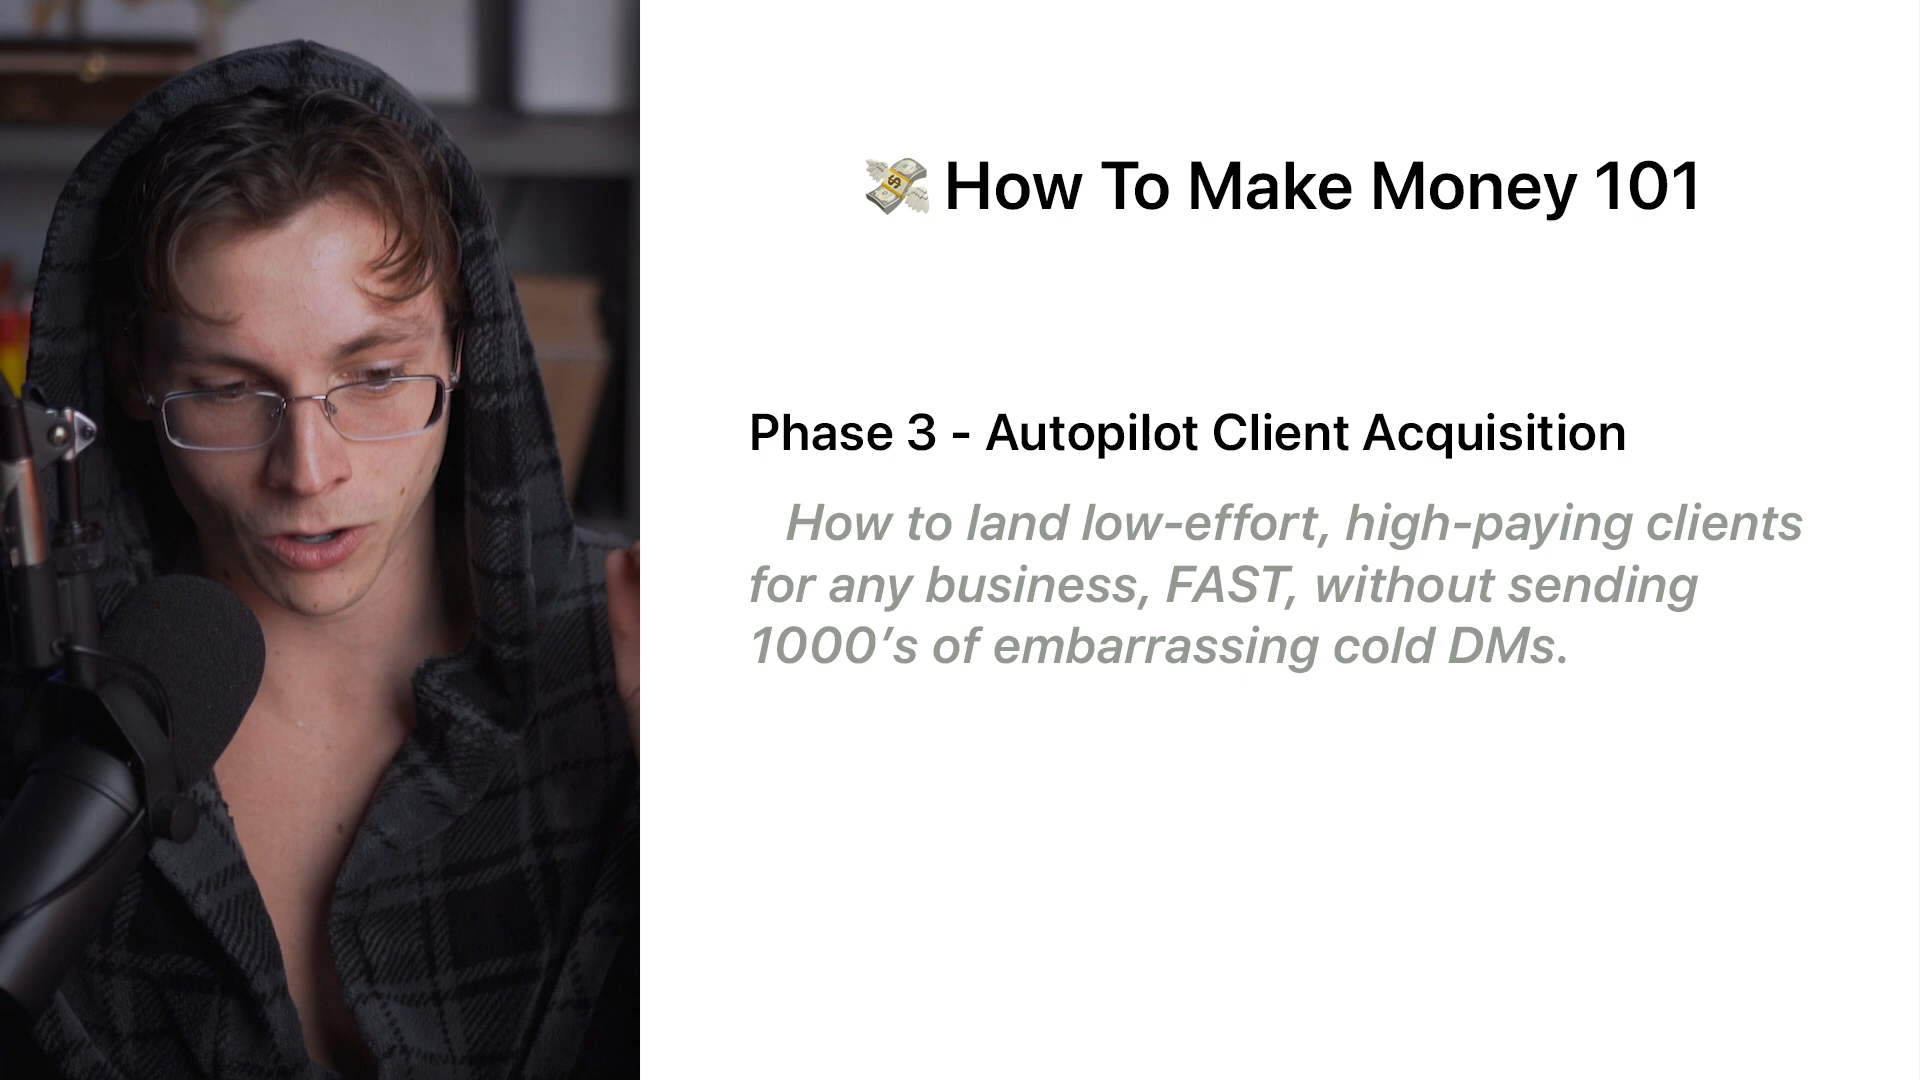 💸 How To Make Money 101
Phase 3 - Autopilot Client Acquisition
How to land low-effort, high-paying clients
for any business, FAST, without sending
1000’s of embarrassing cold DMs.